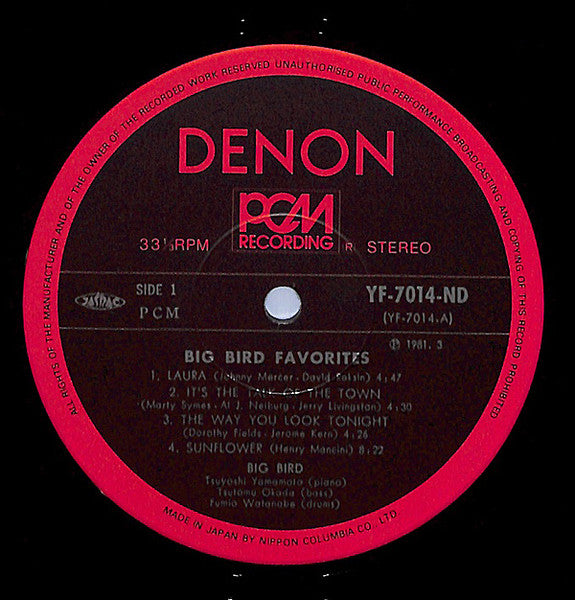 ALL RIGHTS OF THE MANUFACTURER AND OF THE OWNER OF THE RECORDED WORK RESERVED UNAUTHORISED PUBLIC PERFORMANCE BROADCASTING AND COPYING OF THIS RECORD PROHIBITED
DENON
PCM
RECORDING
33⅓RPM
R
STEREO
JASRAC
SIDE 1
PCM
YF-7014-ND
(YF-7014-A)
℗ 1981. 3
BIG BIRD FAVORITES
1. LAURA (Johnny Mercer · David Raksin) 4:47
2. IT'S THE TALK OF THE TOWN
(Marty Symes · Al J. Neiburg · Jerry Livingston) 4:30
3. THE WAY YOU LOOK TONIGHT
(Dorothy Fields · Jerome Kern) 4:26
4. SUNFLOWER (Henry Mancini) 8:22
BIG BIRD
Tsuyoshi Yamamoto (piano)
Tsutomu Okada (bass)
Fumio Watanabe (drums)
MADE IN JAPAN BY NIPPON COLUMBIA CO., LTD